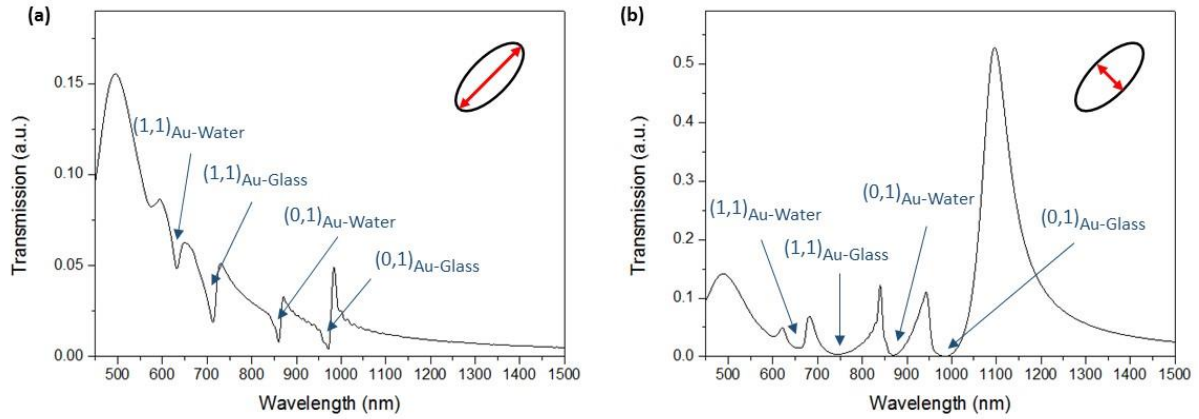 (a)
Transmission (a.u.)
0.15
0.10
0.05
0.00
(1,1)Au-Water
(1,1)Au-Glass
(0,1)Au-Water
(0,1)Au-Glass
500 600 700 800 900 1000 1100 1200 1300 1400 1500
Wavelength (nm)
(b)
Transmission (a.u.)
0.5
0.4
0.3
0.2
0.1
0.0
(1,1)Au-Water
(1,1)Au-Glass
(0,1)Au-Water
(0,1)Au-Glass
500 600 700 800 900 1000 1100 1200 1300 1400 1500
Wavelength (nm)